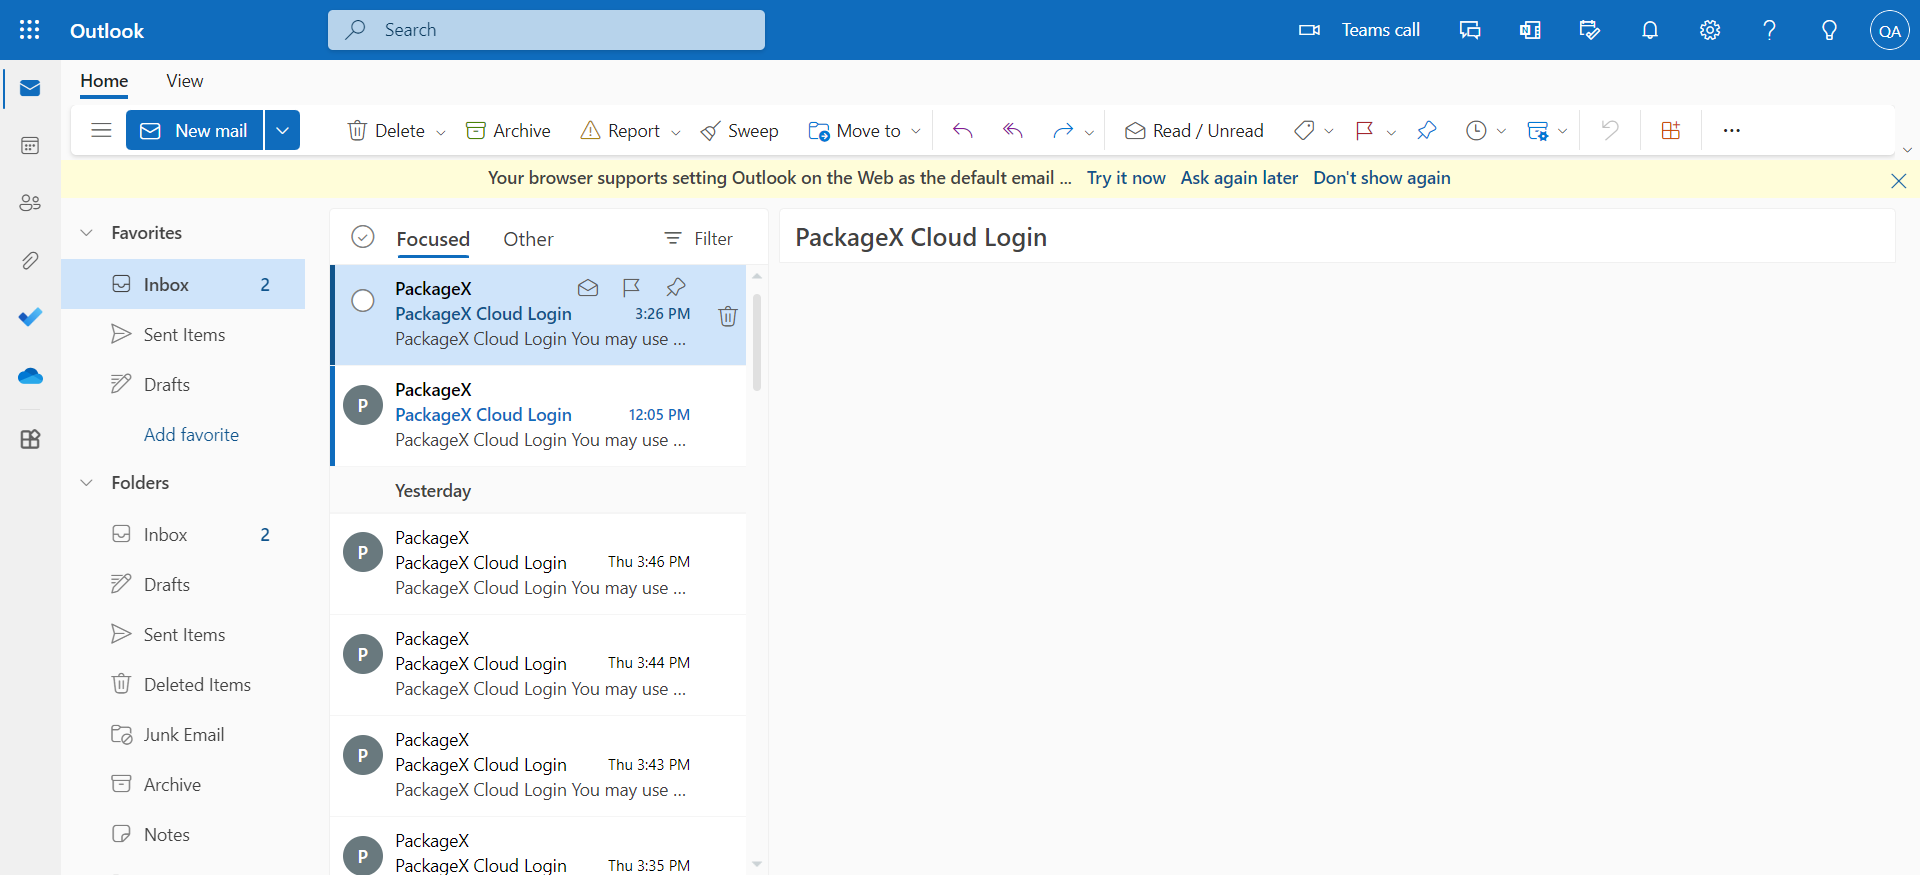 Outlook
Search
Teams call
QA
Home
View
New mail
Delete
Archive
Report
Sweep
Move to
Read / Unread
Your browser supports setting Outlook on the Web as the default email ... Try it now Ask again later Don't show again
Favorites
Inbox 2
Sent Items
Drafts
Add favorite
Folders
Inbox 2
Drafts
Sent Items
Deleted Items
Junk Email
Archive
Notes
Focused
Other
Filter
PackageX
PackageX Cloud Login 3:26 PM
PackageX Cloud Login You may use ...
P
PackageX
PackageX Cloud Login 12:05 PM
PackageX Cloud Login You may use ...
Yesterday
P
PackageX
PackageX Cloud Login Thu 3:46 PM
PackageX Cloud Login You may use ...
P
PackageX
PackageX Cloud Login Thu 3:44 PM
PackageX Cloud Login You may use ...
P
PackageX
PackageX Cloud Login Thu 3:43 PM
PackageX Cloud Login You may use ...
P
PackageX
PackageX Cloud Login Thu 3:35 PM
PackageX Cloud Login